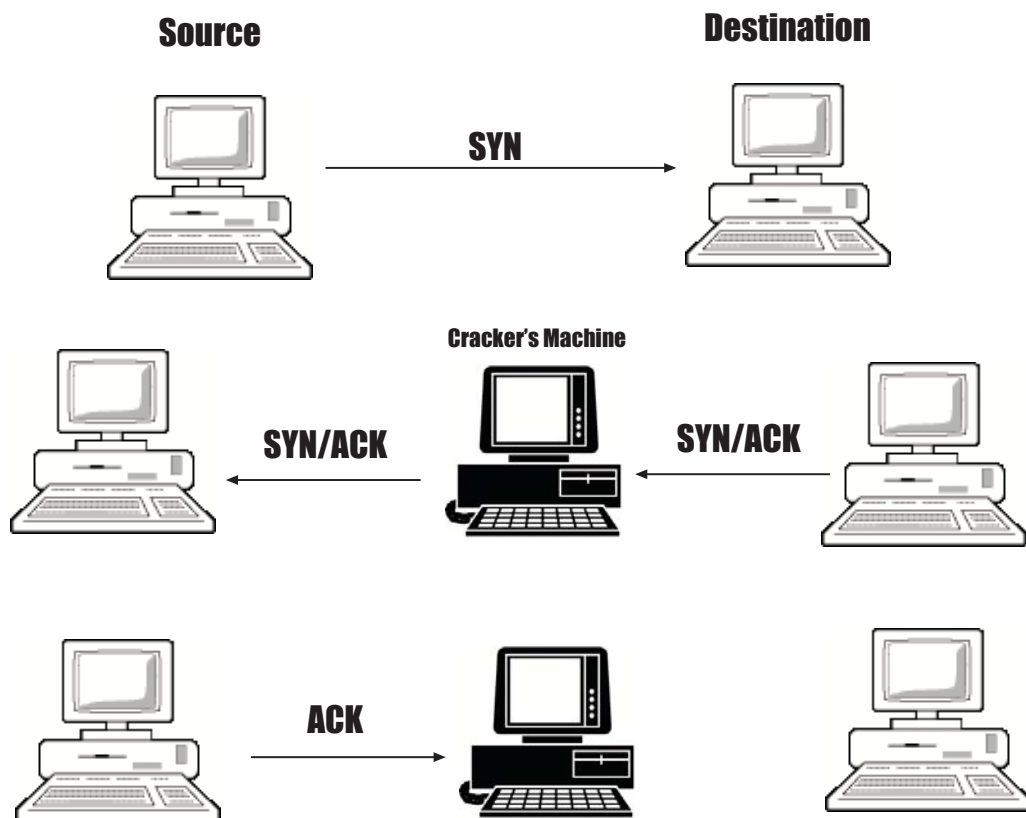 Source
Destination
SYN
Cracker's Machine
SYN/ACK
SYN/ACK
ACK